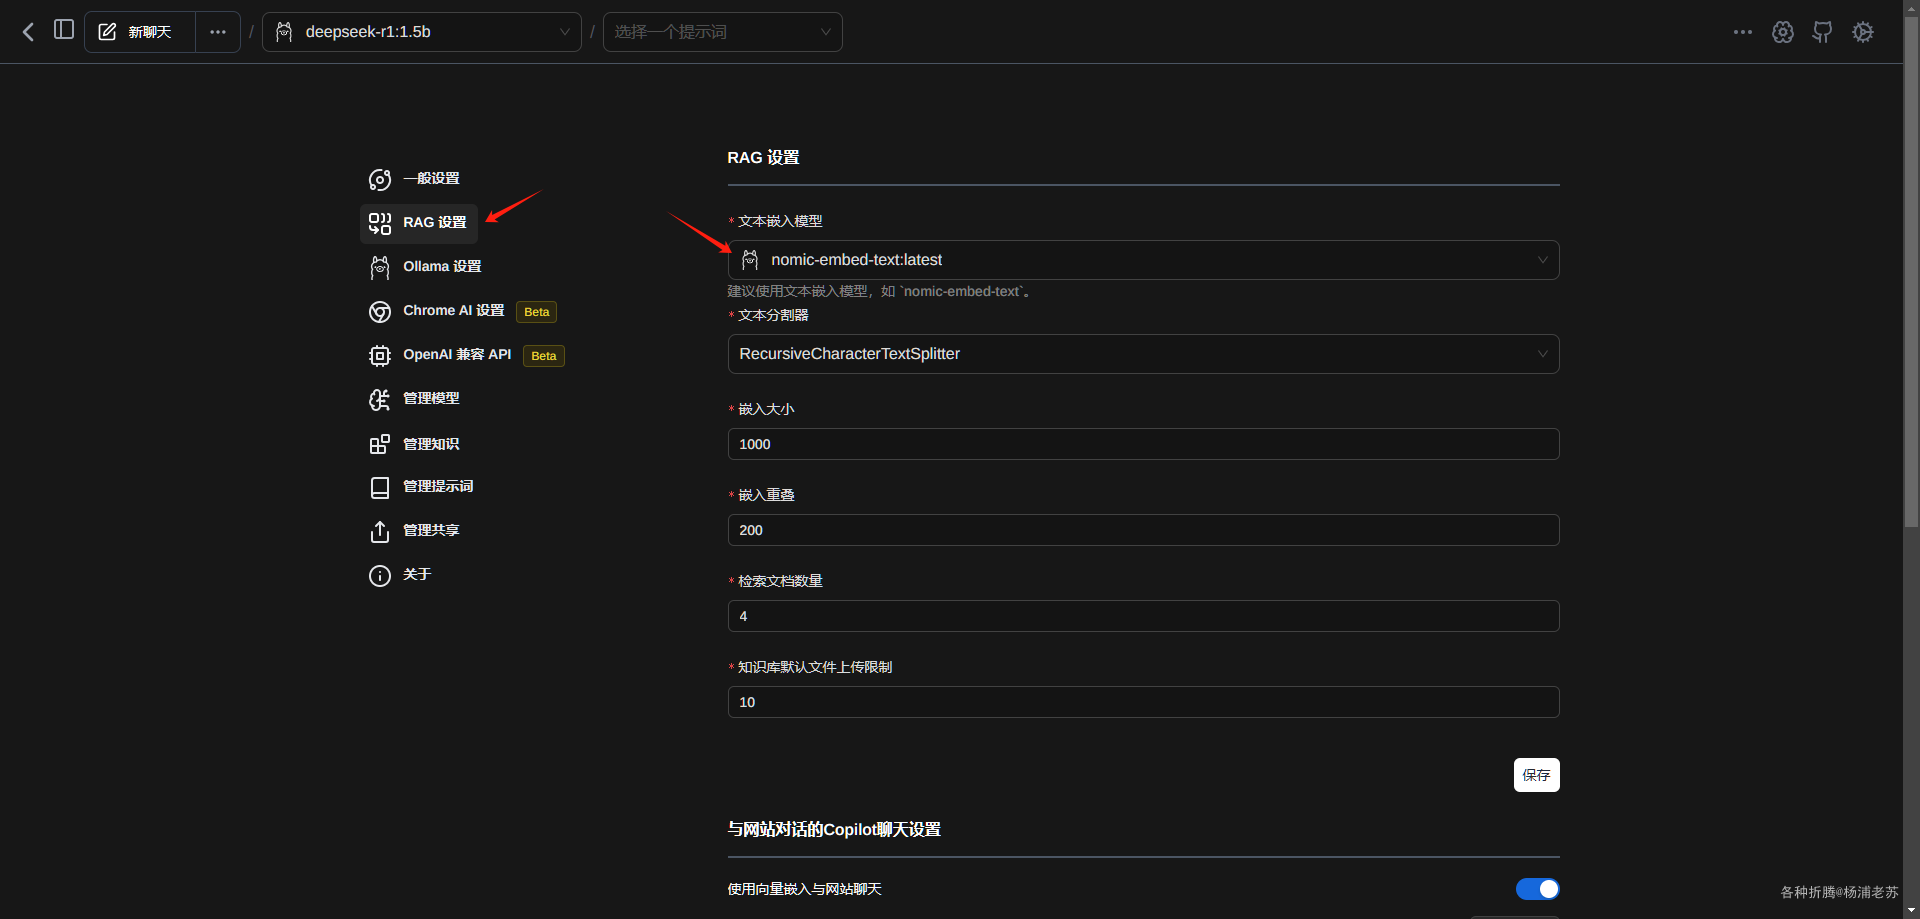 新聊天
/
deepseek-r1:1.5b
/
选择一个提示词
一般设置
RAG 设置
Ollama 设置
Chrome AI 设置 Beta
OpenAI 兼容 API Beta
管理模型
管理知识
管理提示词
管理共享
关于
RAG 设置
* 文本嵌入模型
nomic-embed-text:latest
建议使用文本嵌入模型，如 `nomic-embed-text`。
* 文本分割器
RecursiveCharacterTextSplitter
* 嵌入大小
1000
* 嵌入重叠
200
* 检索文档数量
4
* 知识库默认文件上传限制
10
保存
与网站对话的Copilot聊天设置
使用向量嵌入与网站聊天
各种折腾@杨浦老苏